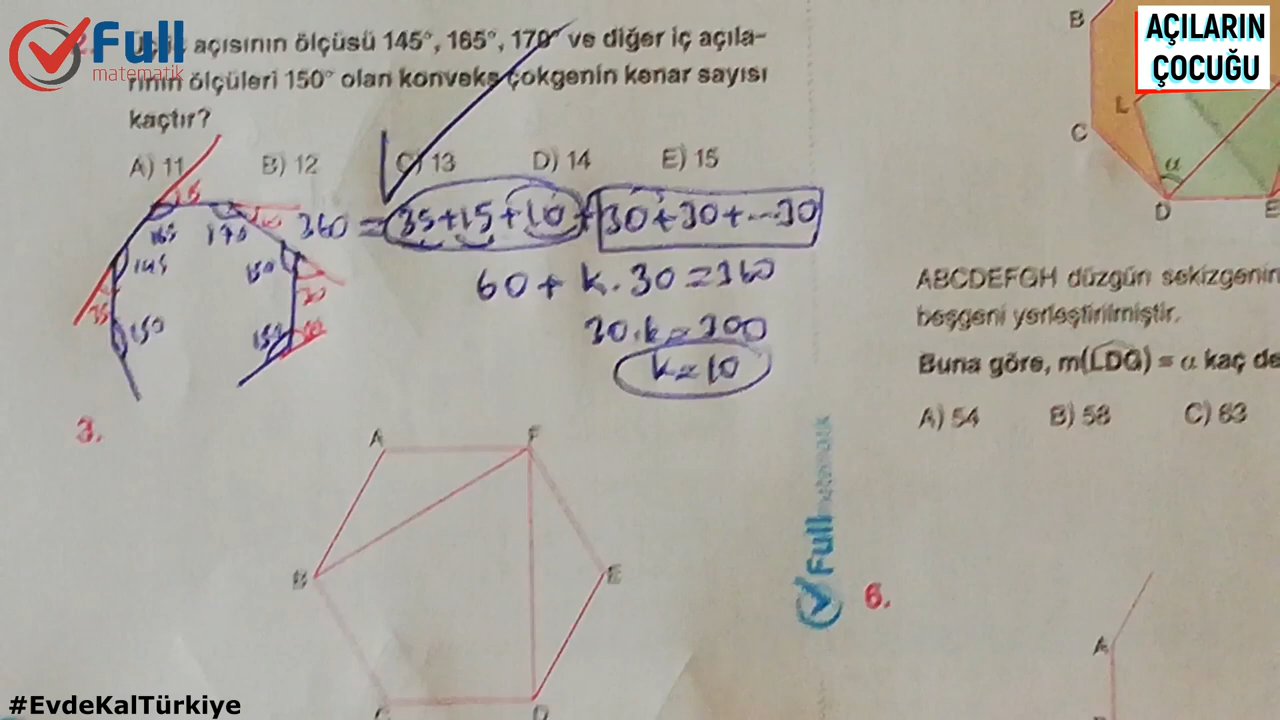 Full
matematik
AÇILARIN
ÇOCUĞU
Üç iç açısının ölçüsü 145°, 165°, 170° ve diğer iç açıla-
rının ölçüleri 150° olan konveks çokgenin kenar sayısı
kaçtır?
A) 11 B) 12 C) 13 D) 14 E) 15
360 = 35+15+10+30+30+...30
60 + k.30 = 360
30.k = 300
k = 10
15
10
165
170
145
150
35
30
150
150
30
3.
A
F
B
E
C
D
B
L
C
α
D
E
ABCDEFGH düzgün sekizgenin
beşgeni yerleştirilmiştir.
Buna göre, m(LDG) = α kaç de
A) 54 B) 58 C) 63
Full
matematik
6.
A
B
#EvdeKalTürkiye